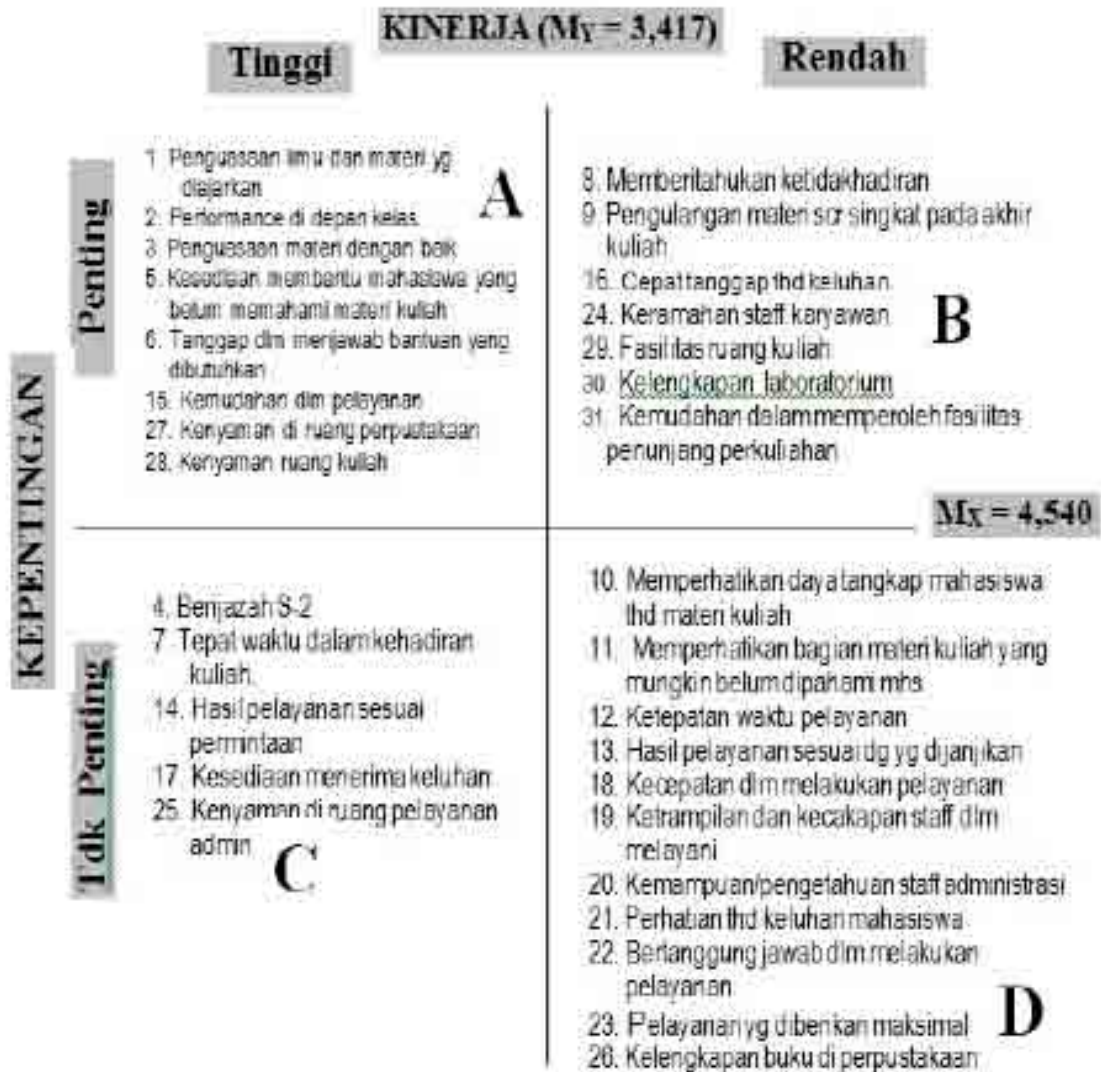 KINERJA (MY = 3,417)
Tinggi
Rendah
KEPENTINGAN
Penting
1 Penguasaan ilmu dan materi yg
diajarkan
2. Performance di depan kelas.
3 Penguasaan materi dengan baik
5. Kesediaan membantu mahasiswa yang
belum memahami materi kuliah
6. Tanggap dlm menjawab bantuan yang
dibutuhkan
15. Kemudahan dlm pelayanan
27. Kenyaman di ruang perpustakaan
28. Kenyaman ruang kuliah
A
8. Memberitahukan ketidakhadiran
9 Pengulangan materi scr singkat pada akhir
kuliah
16. Cepat tanggap thd keluhan
24. Keramahan staff karyawan
29. Fasilitas ruang kuliah
30. Kelengkapan laboratorium
31. Kemudahan dalam memperoleh fasilitas
penunjang perkuliahan
B
MX = 4,540
Tdk Penting
4. Berijazah S-2
7 Tepat waktu dalam kehadiran
kuliah.
14. Hasil pelayanan sesuai
permintaan
17. Kesediaan menerima keluhan
25. Kenyaman di ruang pelayanan
admin
C
10. Memperhatikan daya tangkap mahasiswa
thd materi kuliah
11. Memperhatikan bagian materi kuliah yang
mungkin belum dipahami mhs
12. Ketepatan waktu pelayanan
13. Hasil pelayanan sesuai dg yg dijanjikan
18. Kecepatan dlm melakukan pelayanan
19. Ketrampilan dan kecakapan staff dlm
melayani
20. Kemampuan/pengetahuan staff administrasi
21. Perhatian thd keluhan mahasiswa
22. Bertanggung jawab dlm melakukan
pelayanan
23. Pelayanan yg diberikan maksimal
26. Kelengkapan buku di perpustakaan
D